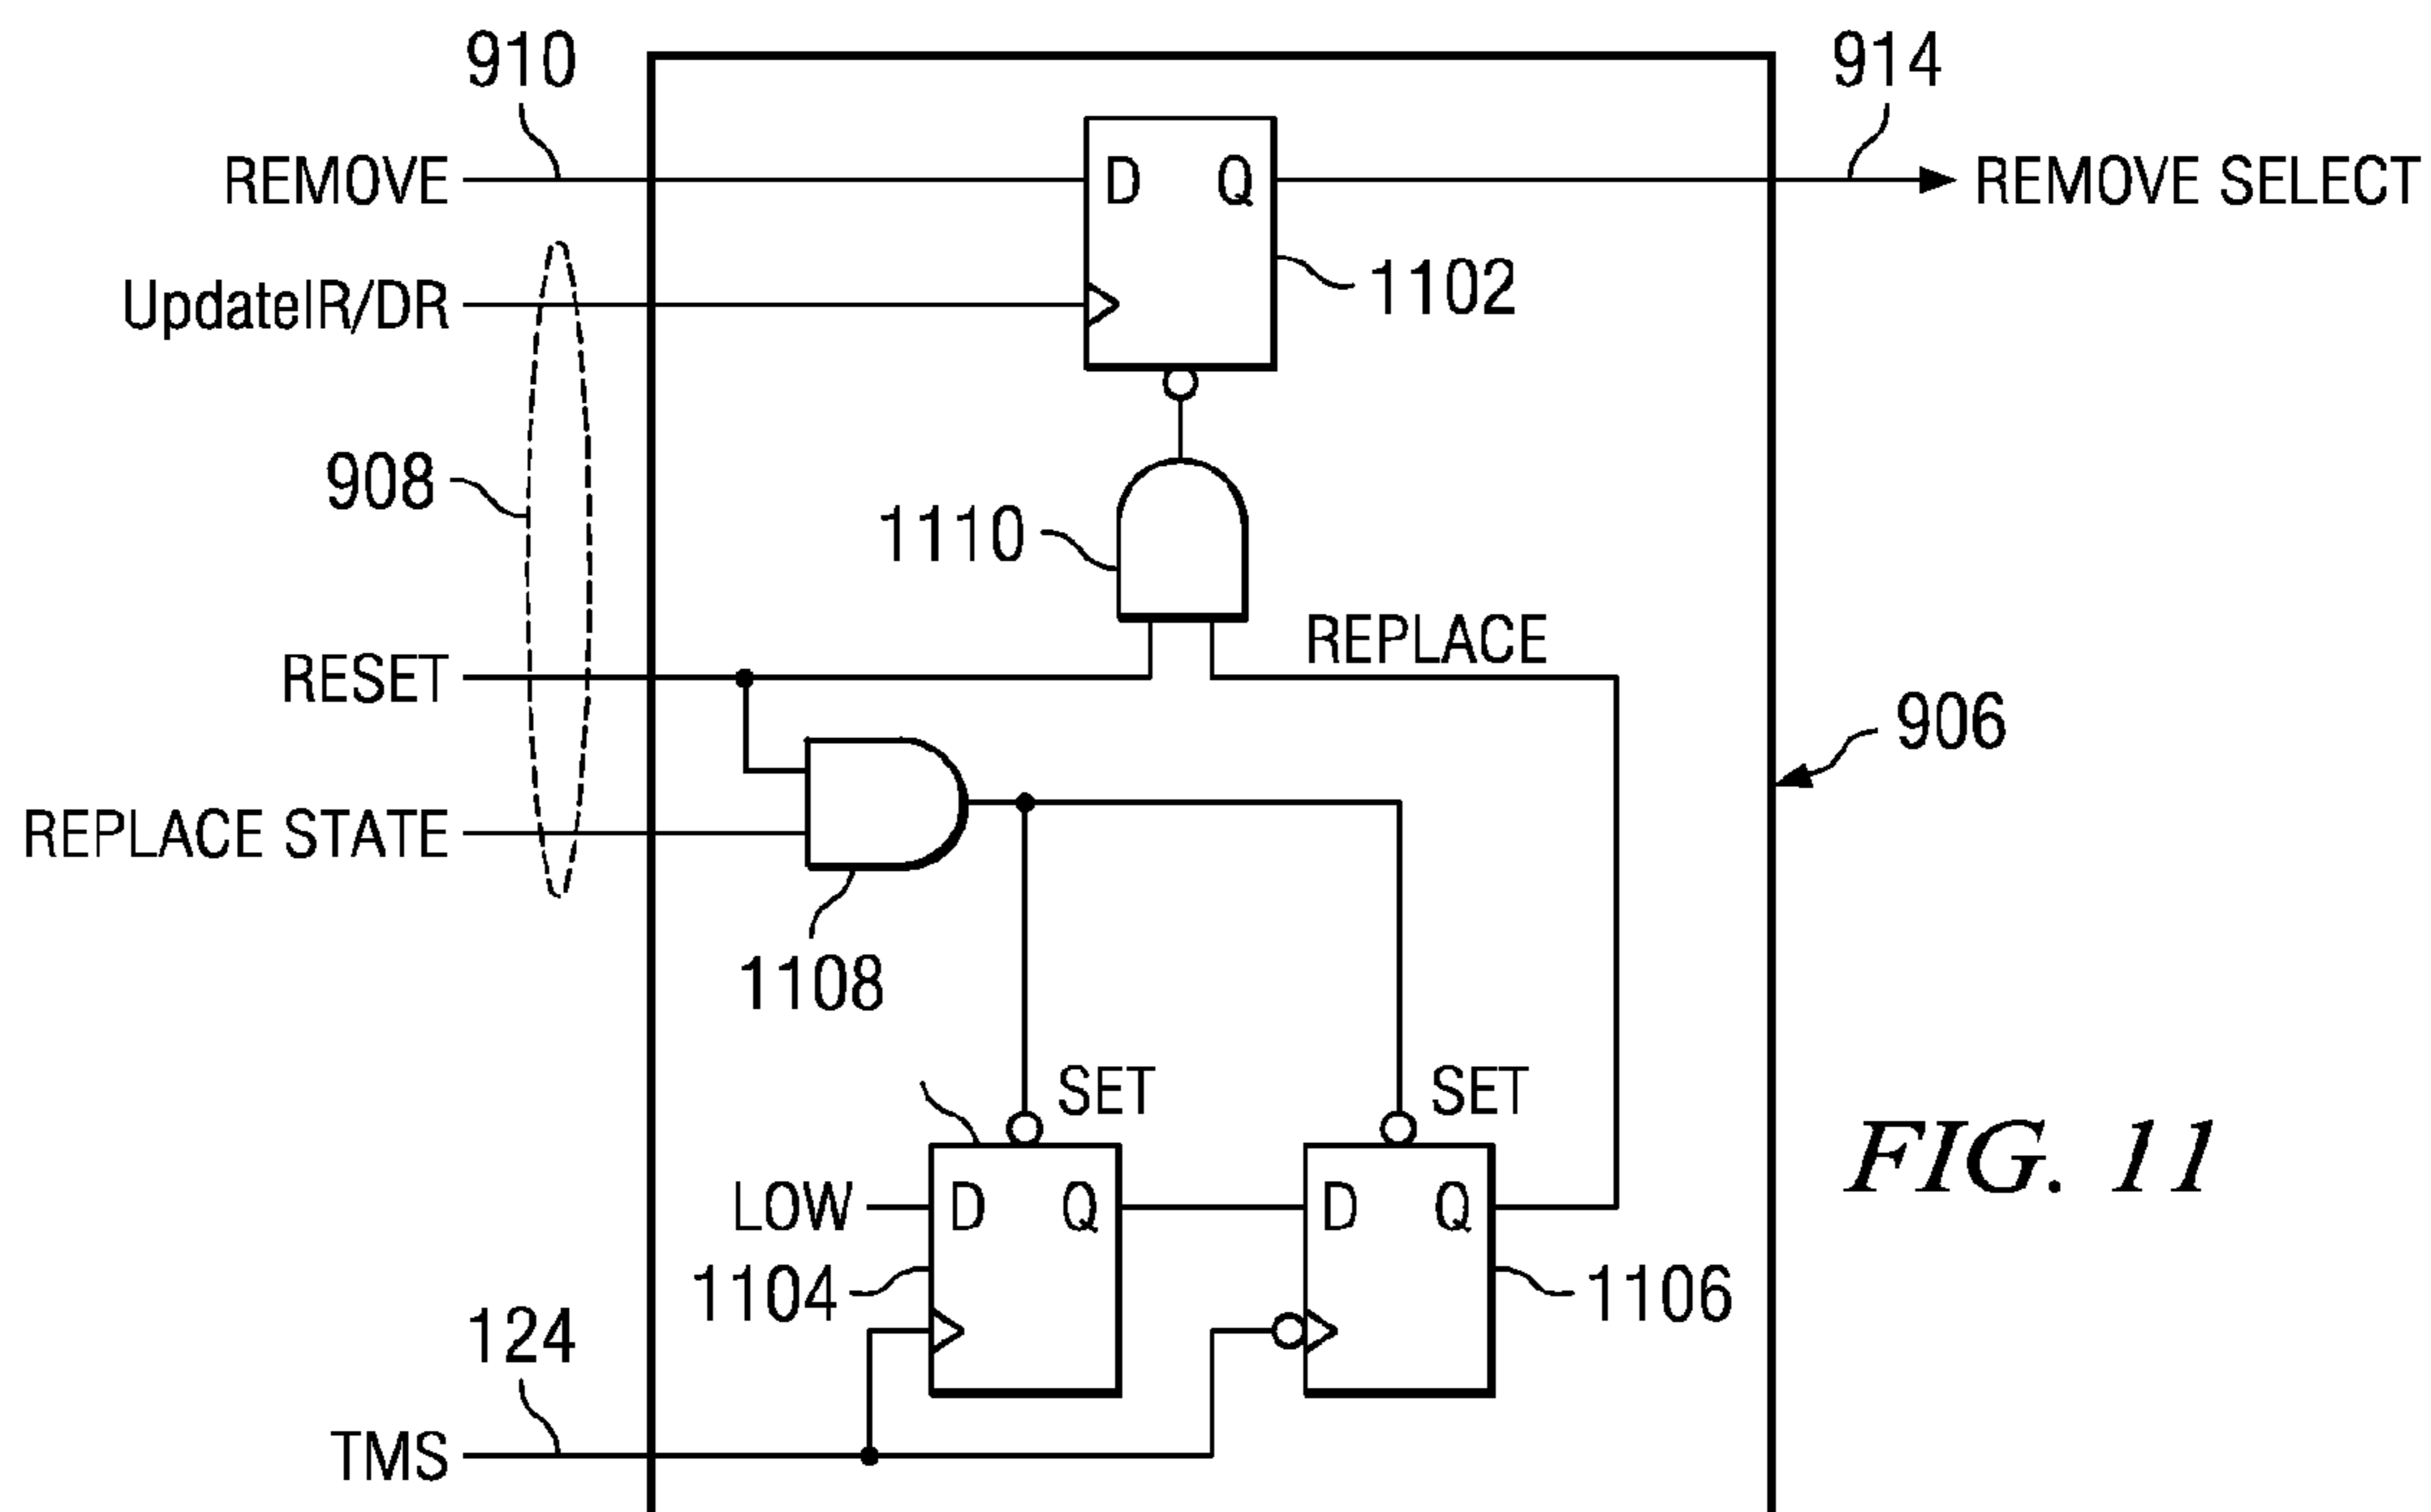 910
914
REMOVE
D
Q
REMOVE SELECT
UpdateIR/DR
1102
908
1110
REPLACE
RESET
906
REPLACE STATE
1108
SET
SET
FIG. 11
LOW
D
Q
D
Q
1104
1106
124
TMS